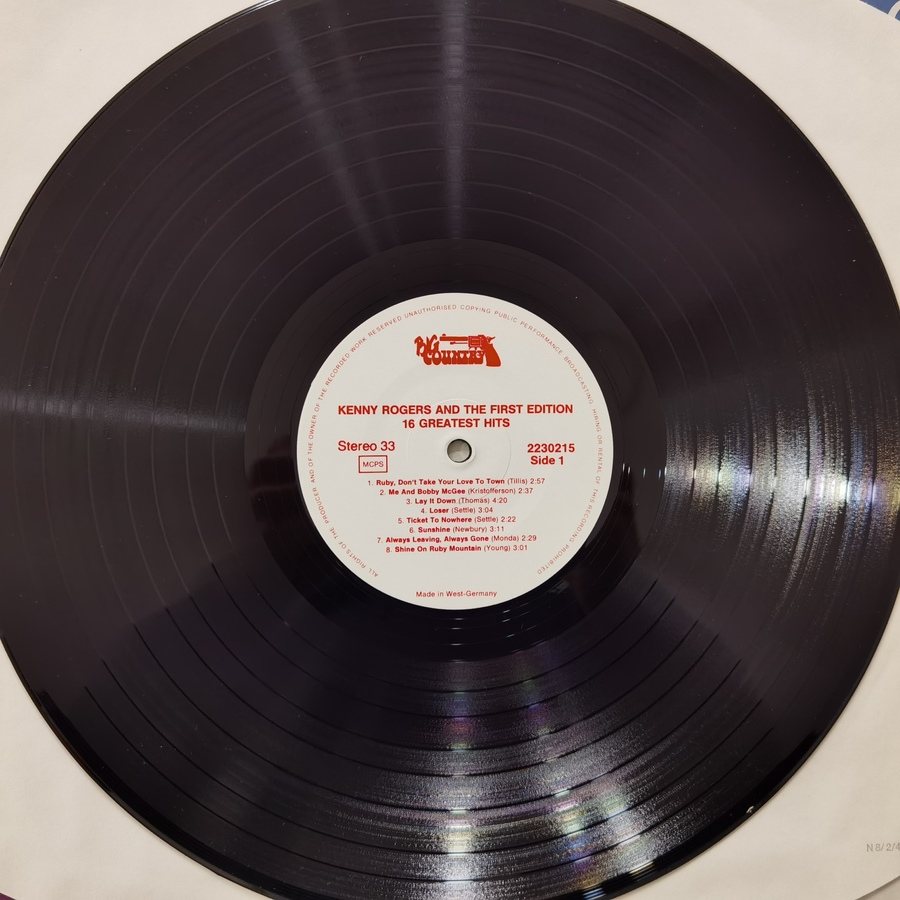 BIG
COUNTRY
KENNY ROGERS AND THE FIRST EDITION
16 GREATEST HITS
Stereo 33
MCPS
2230215
Side 1
1. Ruby, Don't Take Your Love To Town (Tillis) 2:57
2. Me And Bobby McGee (Kristofferson) 2:37
3. Lay It Down (Thomas) 4:20
4. Loser (Settle) 3:04
5. Ticket To Nowhere (Settle) 2:22
6. Sunshine (Newbury) 3:11
7. Always Leaving, Always Gone (Monda) 2:29
8. Shine On Ruby Mountain (Young) 3:01
Made in West-Germany
ALL RIGHTS OF THE PRODUCER AND OF THE OWNER OF THE RECORDED WORK RESERVED UNAUTHORISED COPYING PUBLIC PERFORMANCE, BROADCASTING, HIRING OR RENTAL OF THIS RECORDING PROHIBITED
N 8/2/4